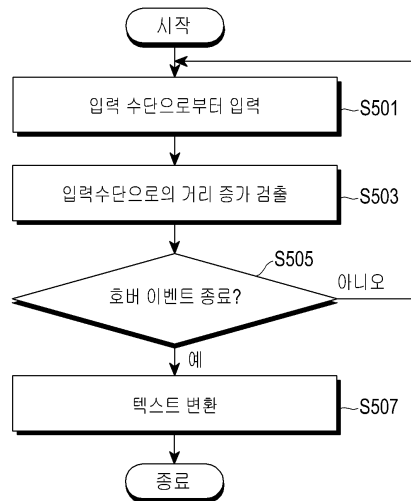 시작
입력 수단으로부터 입력
S501
입력수단으로의 거리 증가 검출
S503
S505
호버 이벤트 종료?
아니오
예
텍스트 변환
S507
종료